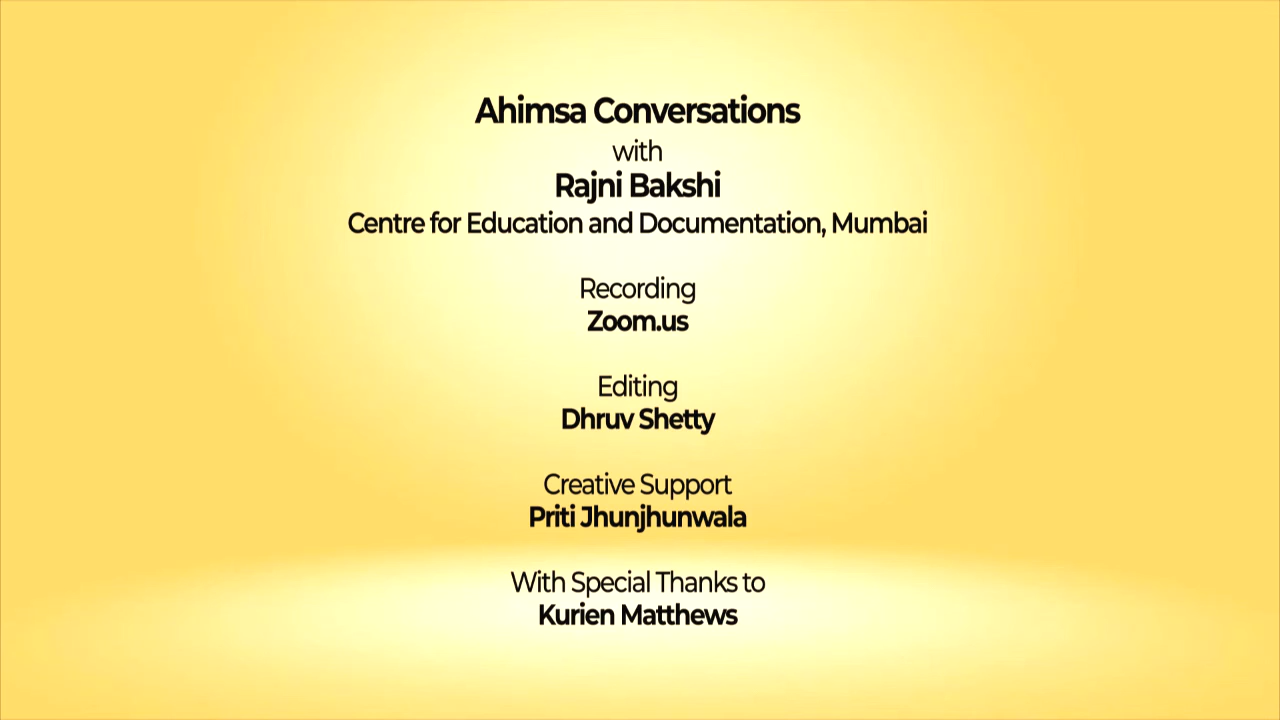 Ahimsa Conversations
with
Rajni Bakshi
Centre for Education and Documentation, Mumbai
Recording
Zoom.us
Editing
Dhruv Shetty
Creative Support
Priti Jhunjhunwala
With Special Thanks to
Kurien Matthews